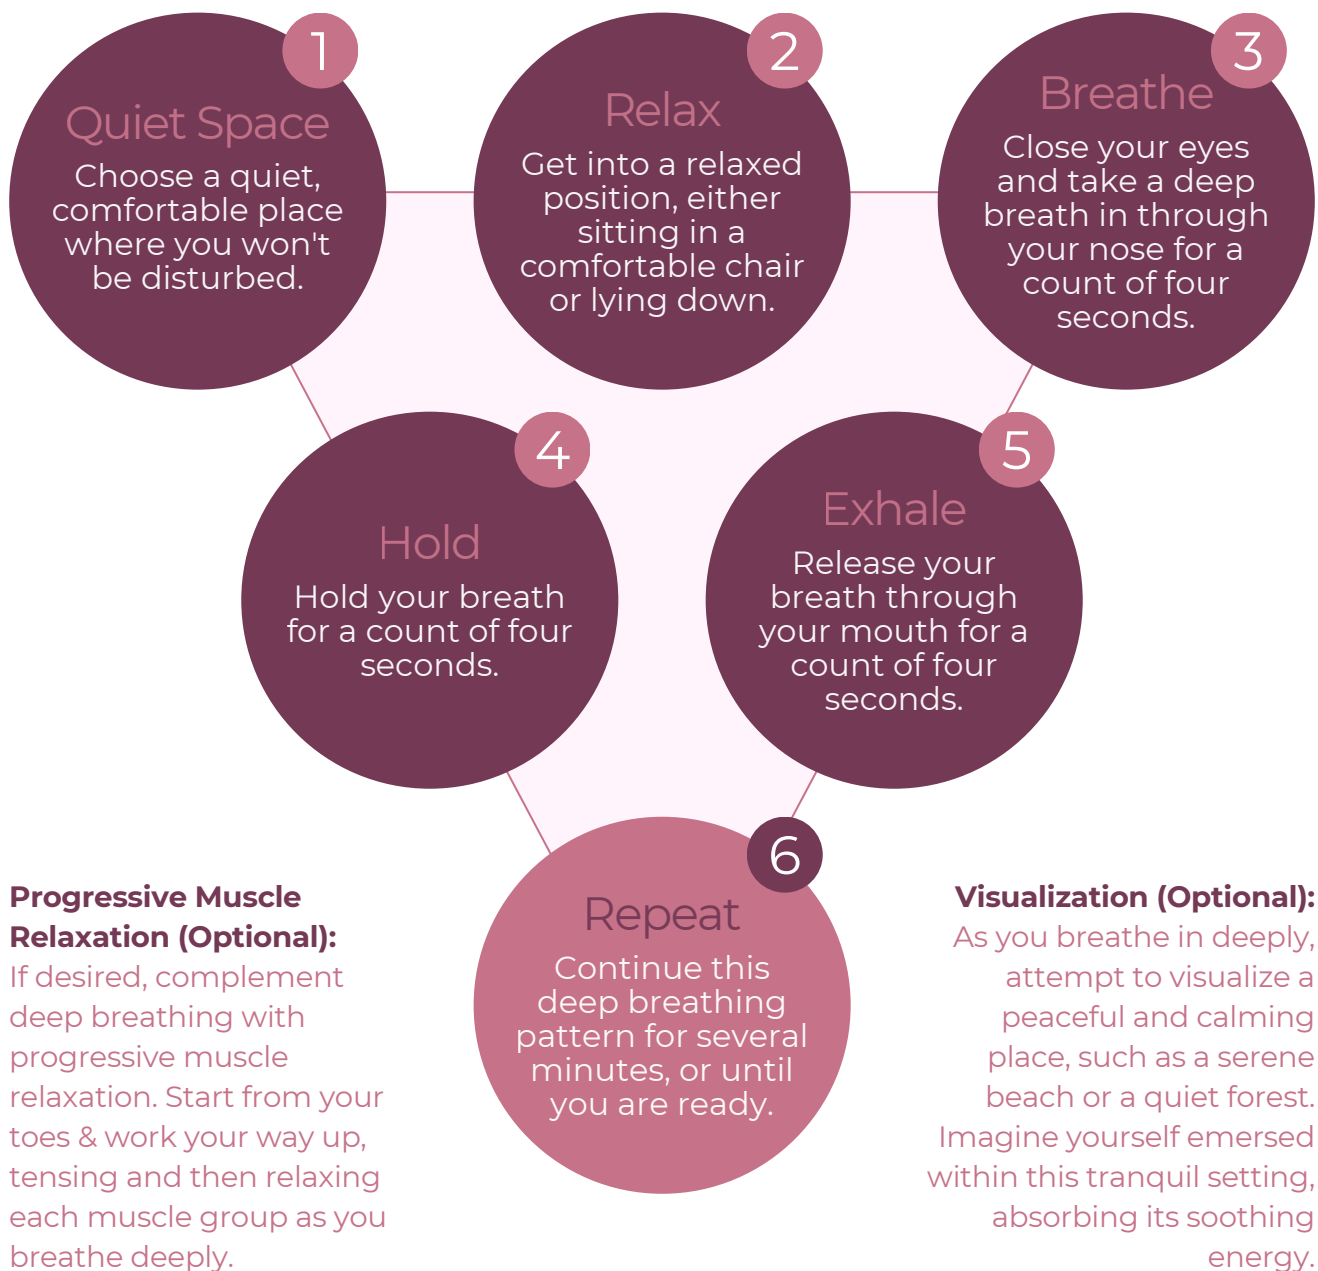 1
Quiet Space
Choose a quiet,
comfortable place
where you won't
be disturbed.
2
Relax
Get into a relaxed
position, either
sitting in a
comfortable chair
or lying down.
3
Breathe
Close your eyes
and take a deep
breath in through
your nose for a
count of four
seconds.
4
Hold
Hold your breath
for a count of four
seconds.
5
Exhale
Release your
breath through
your mouth for a
count of four
seconds.
6
Repeat
Continue this
deep breathing
pattern for several
minutes, or until
you are ready.
Progressive Muscle
Relaxation (Optional):
If desired, complement
deep breathing with
progressive muscle
relaxation. Start from your
toes & work your way up,
tensing and then relaxing
each muscle group as you
breathe deeply.
Visualization (Optional):
As you breathe in deeply,
attempt to visualize a
peaceful and calming
place, such as a serene
beach or a quiet forest.
Imagine yourself emersed
within this tranquil setting,
absorbing its soothing
energy.